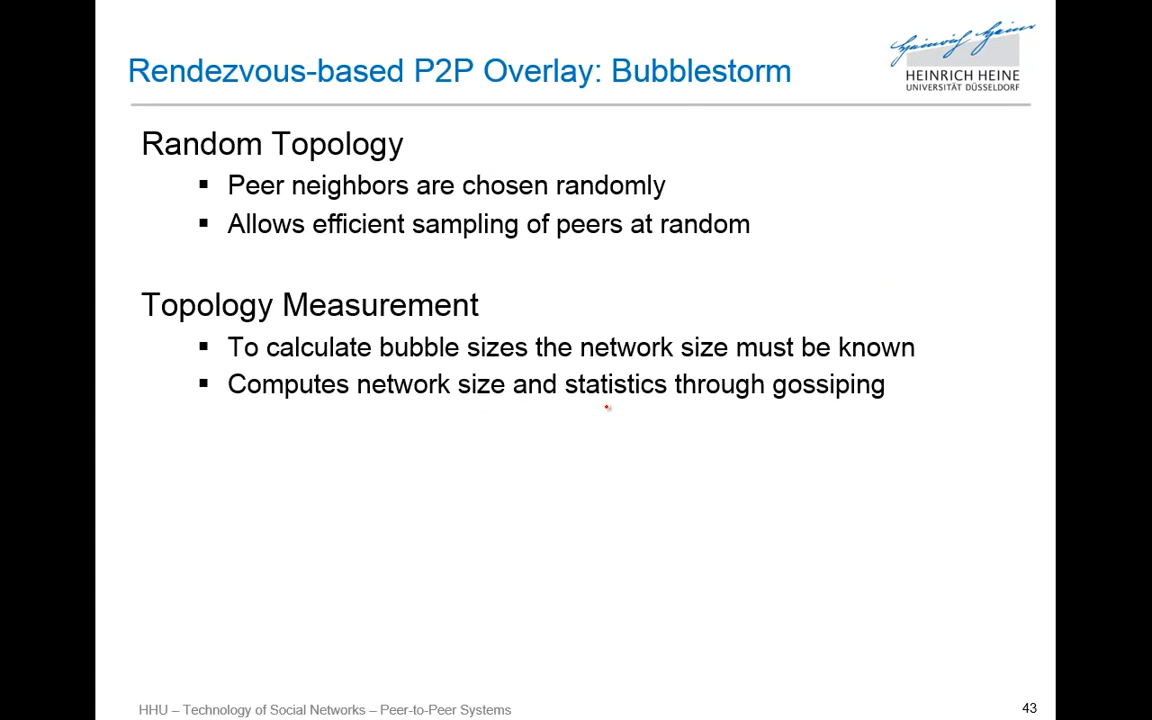 Rendezvous-based P2P Overlay: Bubblestorm
Heinrich Heine
HEINRICH HEINE
UNIVERSITÄT DÜSSELDORF
Random Topology
▪ Peer neighbors are chosen randomly
▪ Allows efficient sampling of peers at random
Topology Measurement
▪ To calculate bubble sizes the network size must be known
▪ Computes network size and statistics through gossiping
HHU – Technology of Social Networks – Peer-to-Peer Systems
43